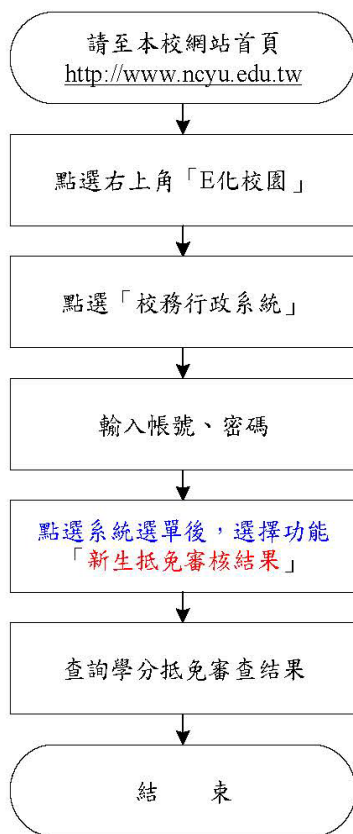 請至本校網站首頁
http://www.ncyu.edu.tw
點選右上角「E化校園」
點選「校務行政系統」
輸入帳號、密碼
點選系統選單後，選擇功能
「新生抵免審核結果」
查詢學分抵免審查結果
結　　束